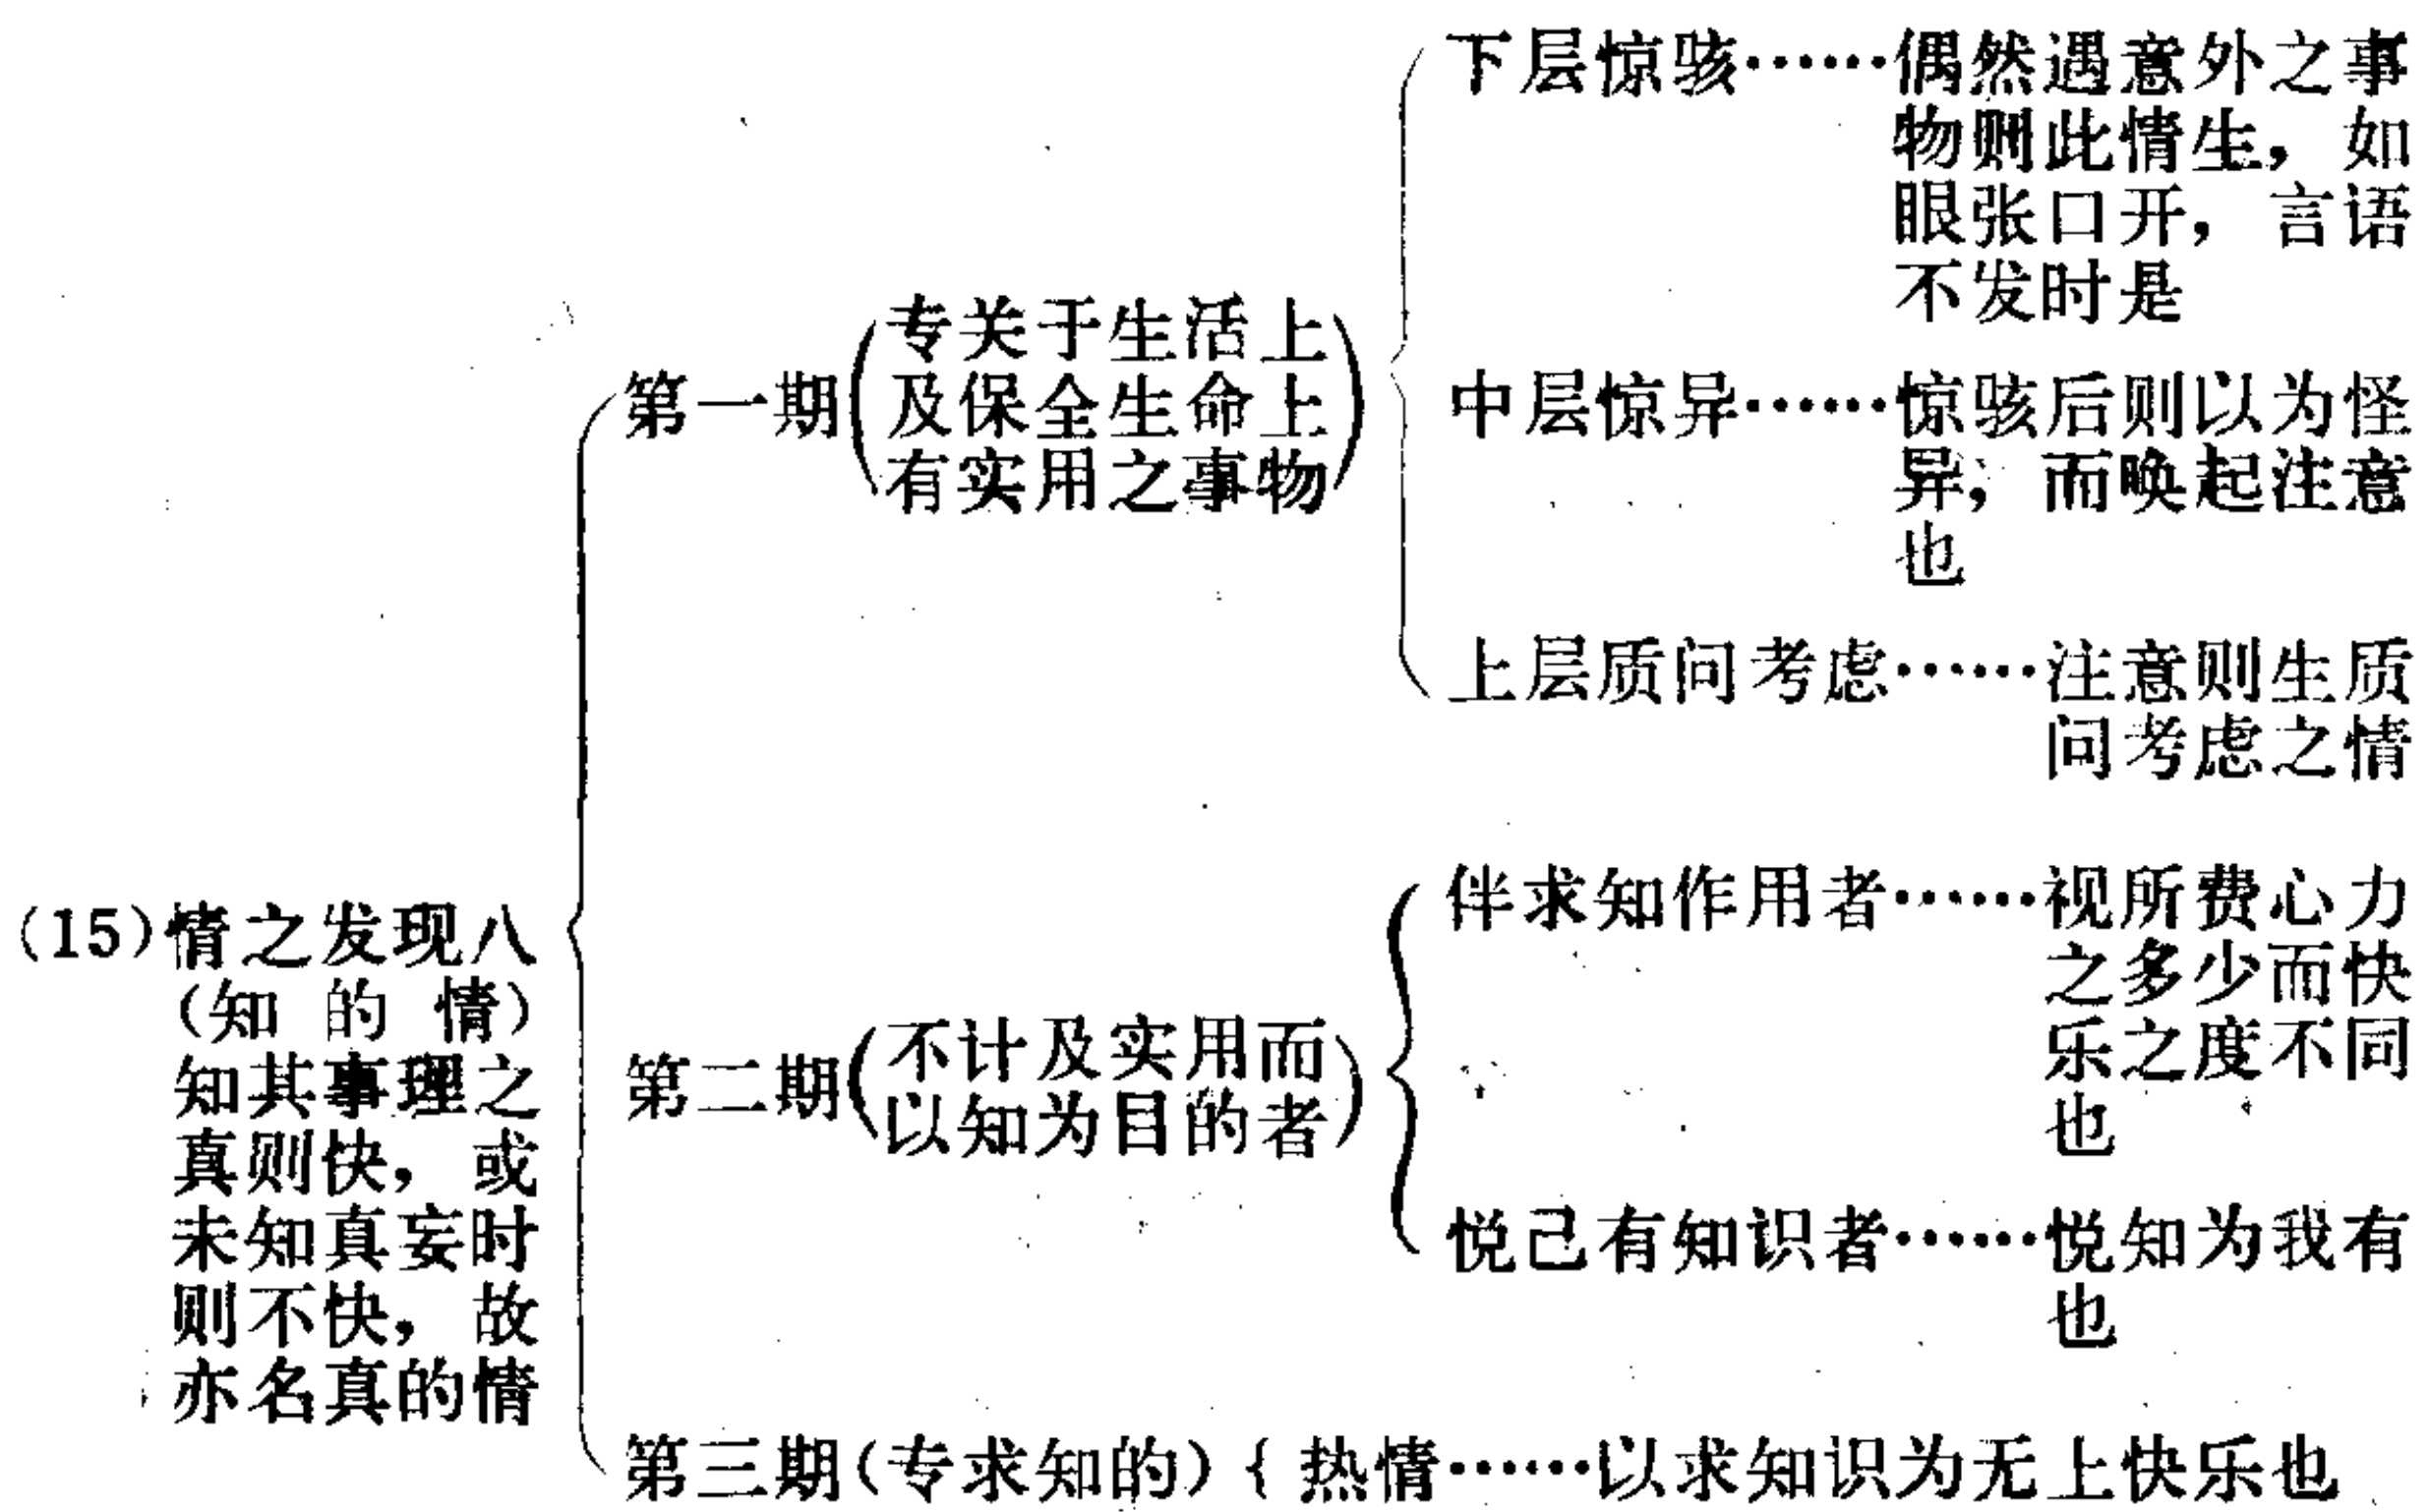 (15)情之发现八
(知的情)
知其事理之
真则快，或
未知真妄时
则不快，故
亦名真的情
第一期
(专关于生活上
及保全生命上
有实用之事物)
下层惊骇……偶然遇意外之事
物则此情生，如
眼张口开，言语
不发时是
中层惊异……惊骇后则以为怪
异，而唤起注意
也
上层质问考虑……注意则生质
问考虑之情
第二期
(不计及实用而
以知为目的者)
伴求知作用者……视所费心力
之多少而快
乐之度不同
也
悦己有知识者……悦知为我有
也
第三期(专求知的){热情……以求知识为无上快乐也